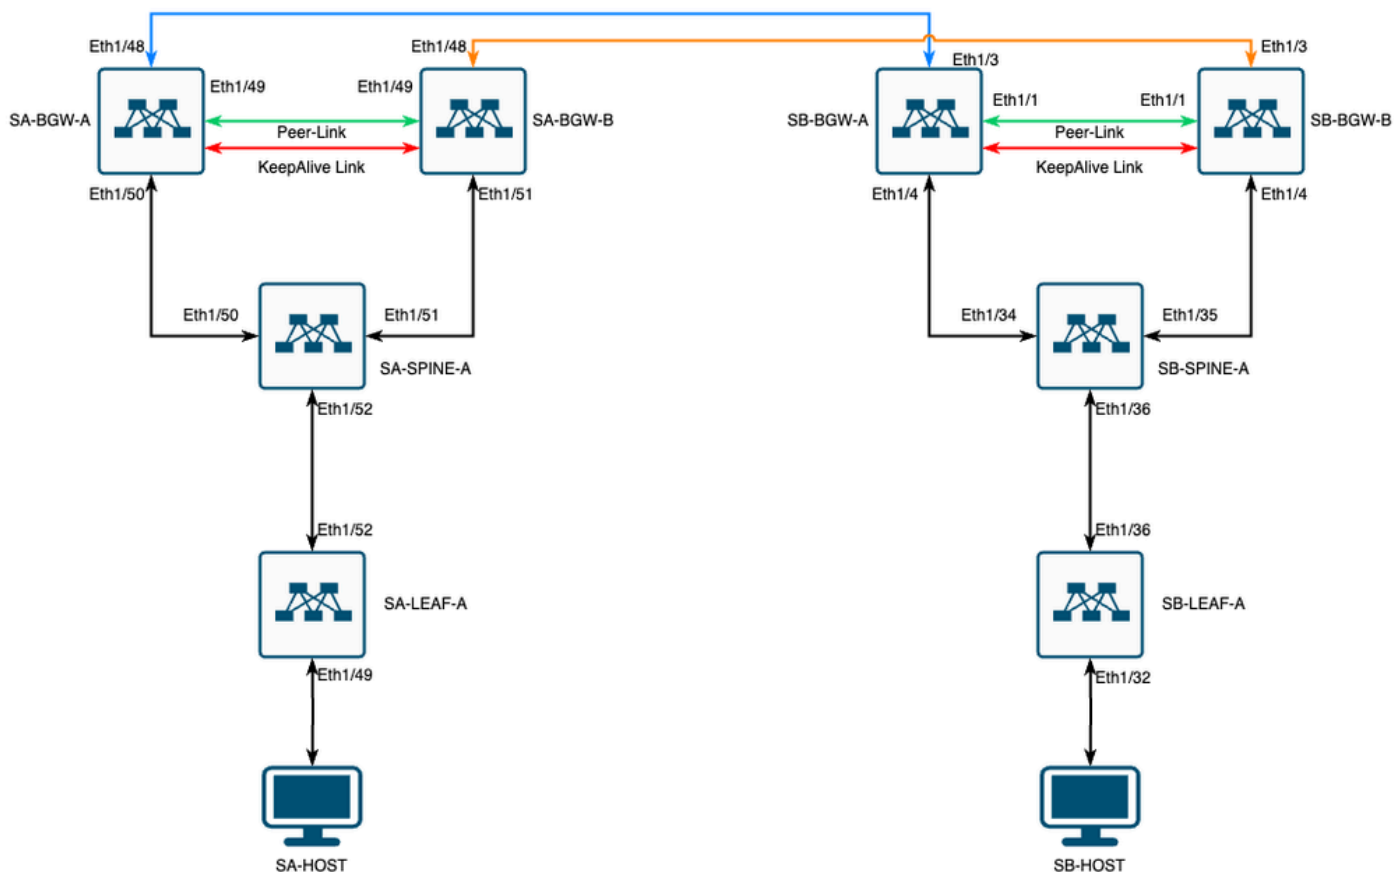 Eth1/48
Eth1/48
Eth1/3
Eth1/3
Eth1/49
Eth1/49
Eth1/1
Eth1/1
SA-BGW-A
SA-BGW-B
SB-BGW-A
SB-BGW-B
Peer-Link
Peer-Link
KeepAlive Link
KeepAlive Link
Eth1/50
Eth1/51
Eth1/4
Eth1/4
Eth1/50
Eth1/51
Eth1/34
Eth1/35
SA-SPINE-A
SB-SPINE-A
Eth1/52
Eth1/36
Eth1/52
Eth1/36
SA-LEAF-A
SB-LEAF-A
Eth1/49
Eth1/32
SA-HOST
SB-HOST